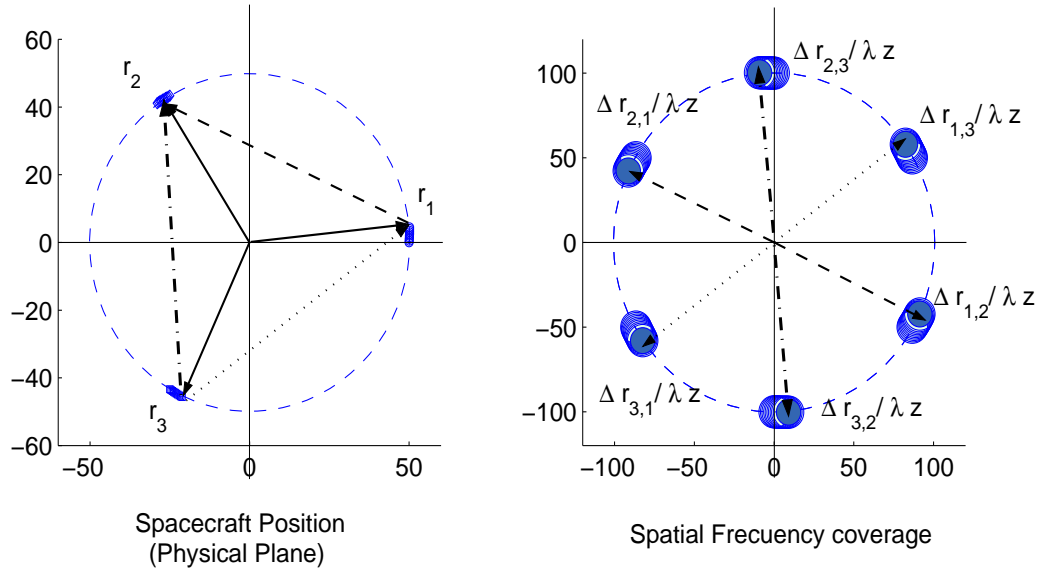 60
40
20
0
−20
−40
−60
−50
0
50
r2
r1
r3
Spacecraft Position
(Physical Plane)
100
50
0
−50
−100
−100
−50
0
50
100
Δ r2,3/ λ z
Δ r2,1/ λ z
Δ r1,3/ λ z
Δ r1,2/ λ z
Δ r3,1/ λ z
Δ r3,2/ λ z
Spatial Frecuency coverage